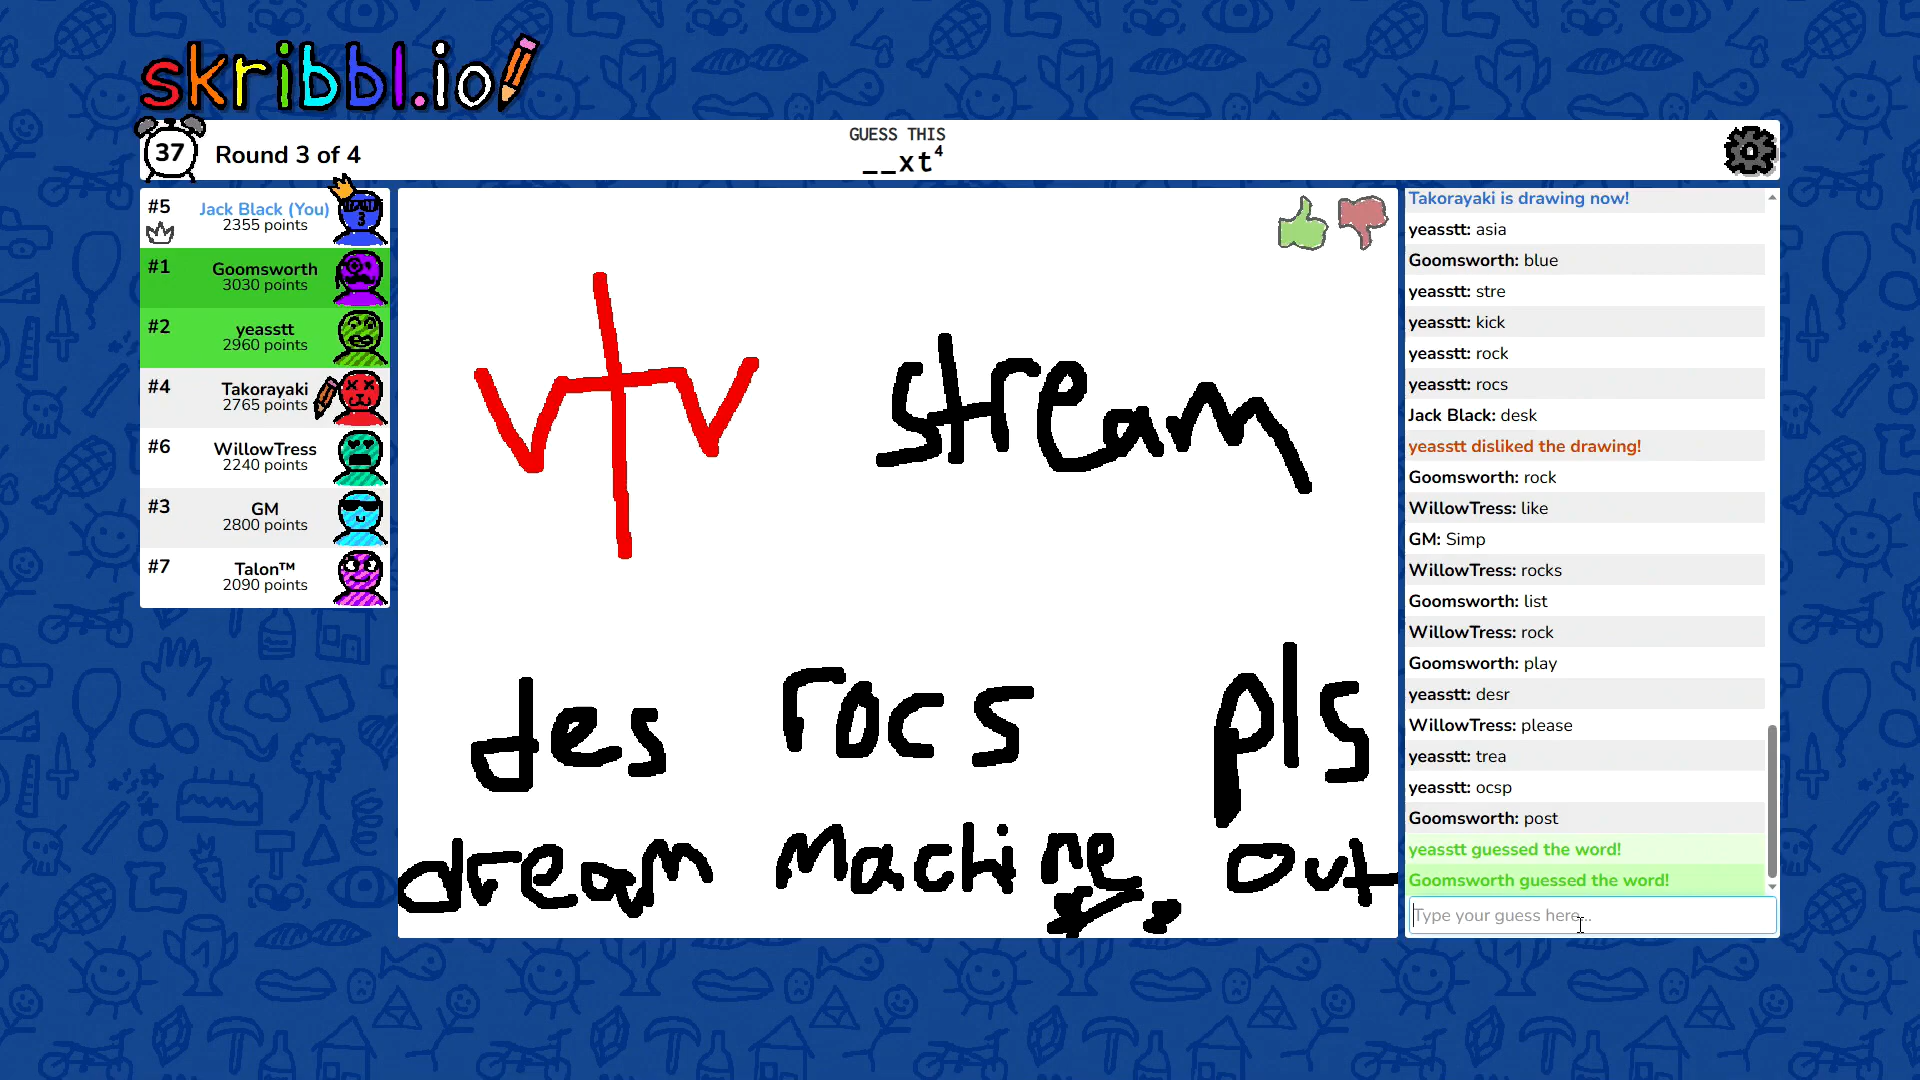 skribbl.io
37
Round 3 of 4
GUESS THIS
__xt4
#5
Jack Black (You)
2355 points
#1
Goomsworth
3030 points
#2
yeasstt
2960 points
#4
Takorayaki
2765 points
#6
WillowTress
2240 points
#3
GM
2800 points
#7
Talon™
2090 points
stream
des rocs pls
dream machine out
Takorayaki is drawing now!
yeasstt: asia
Goomsworth: blue
yeasstt: stre
yeasstt: kick
yeasstt: rock
yeasstt: rocs
Jack Black: desk
yeasstt disliked the drawing!
Goomsworth: rock
WillowTress: like
GM: Simp
WillowTress: rocks
Goomsworth: list
WillowTress: rock
Goomsworth: play
yeasstt: desr
WillowTress: please
yeasstt: trea
yeasstt: ocsp
Goomsworth: post
yeasstt guessed the word!
Goomsworth guessed the word!
Type your guess here...